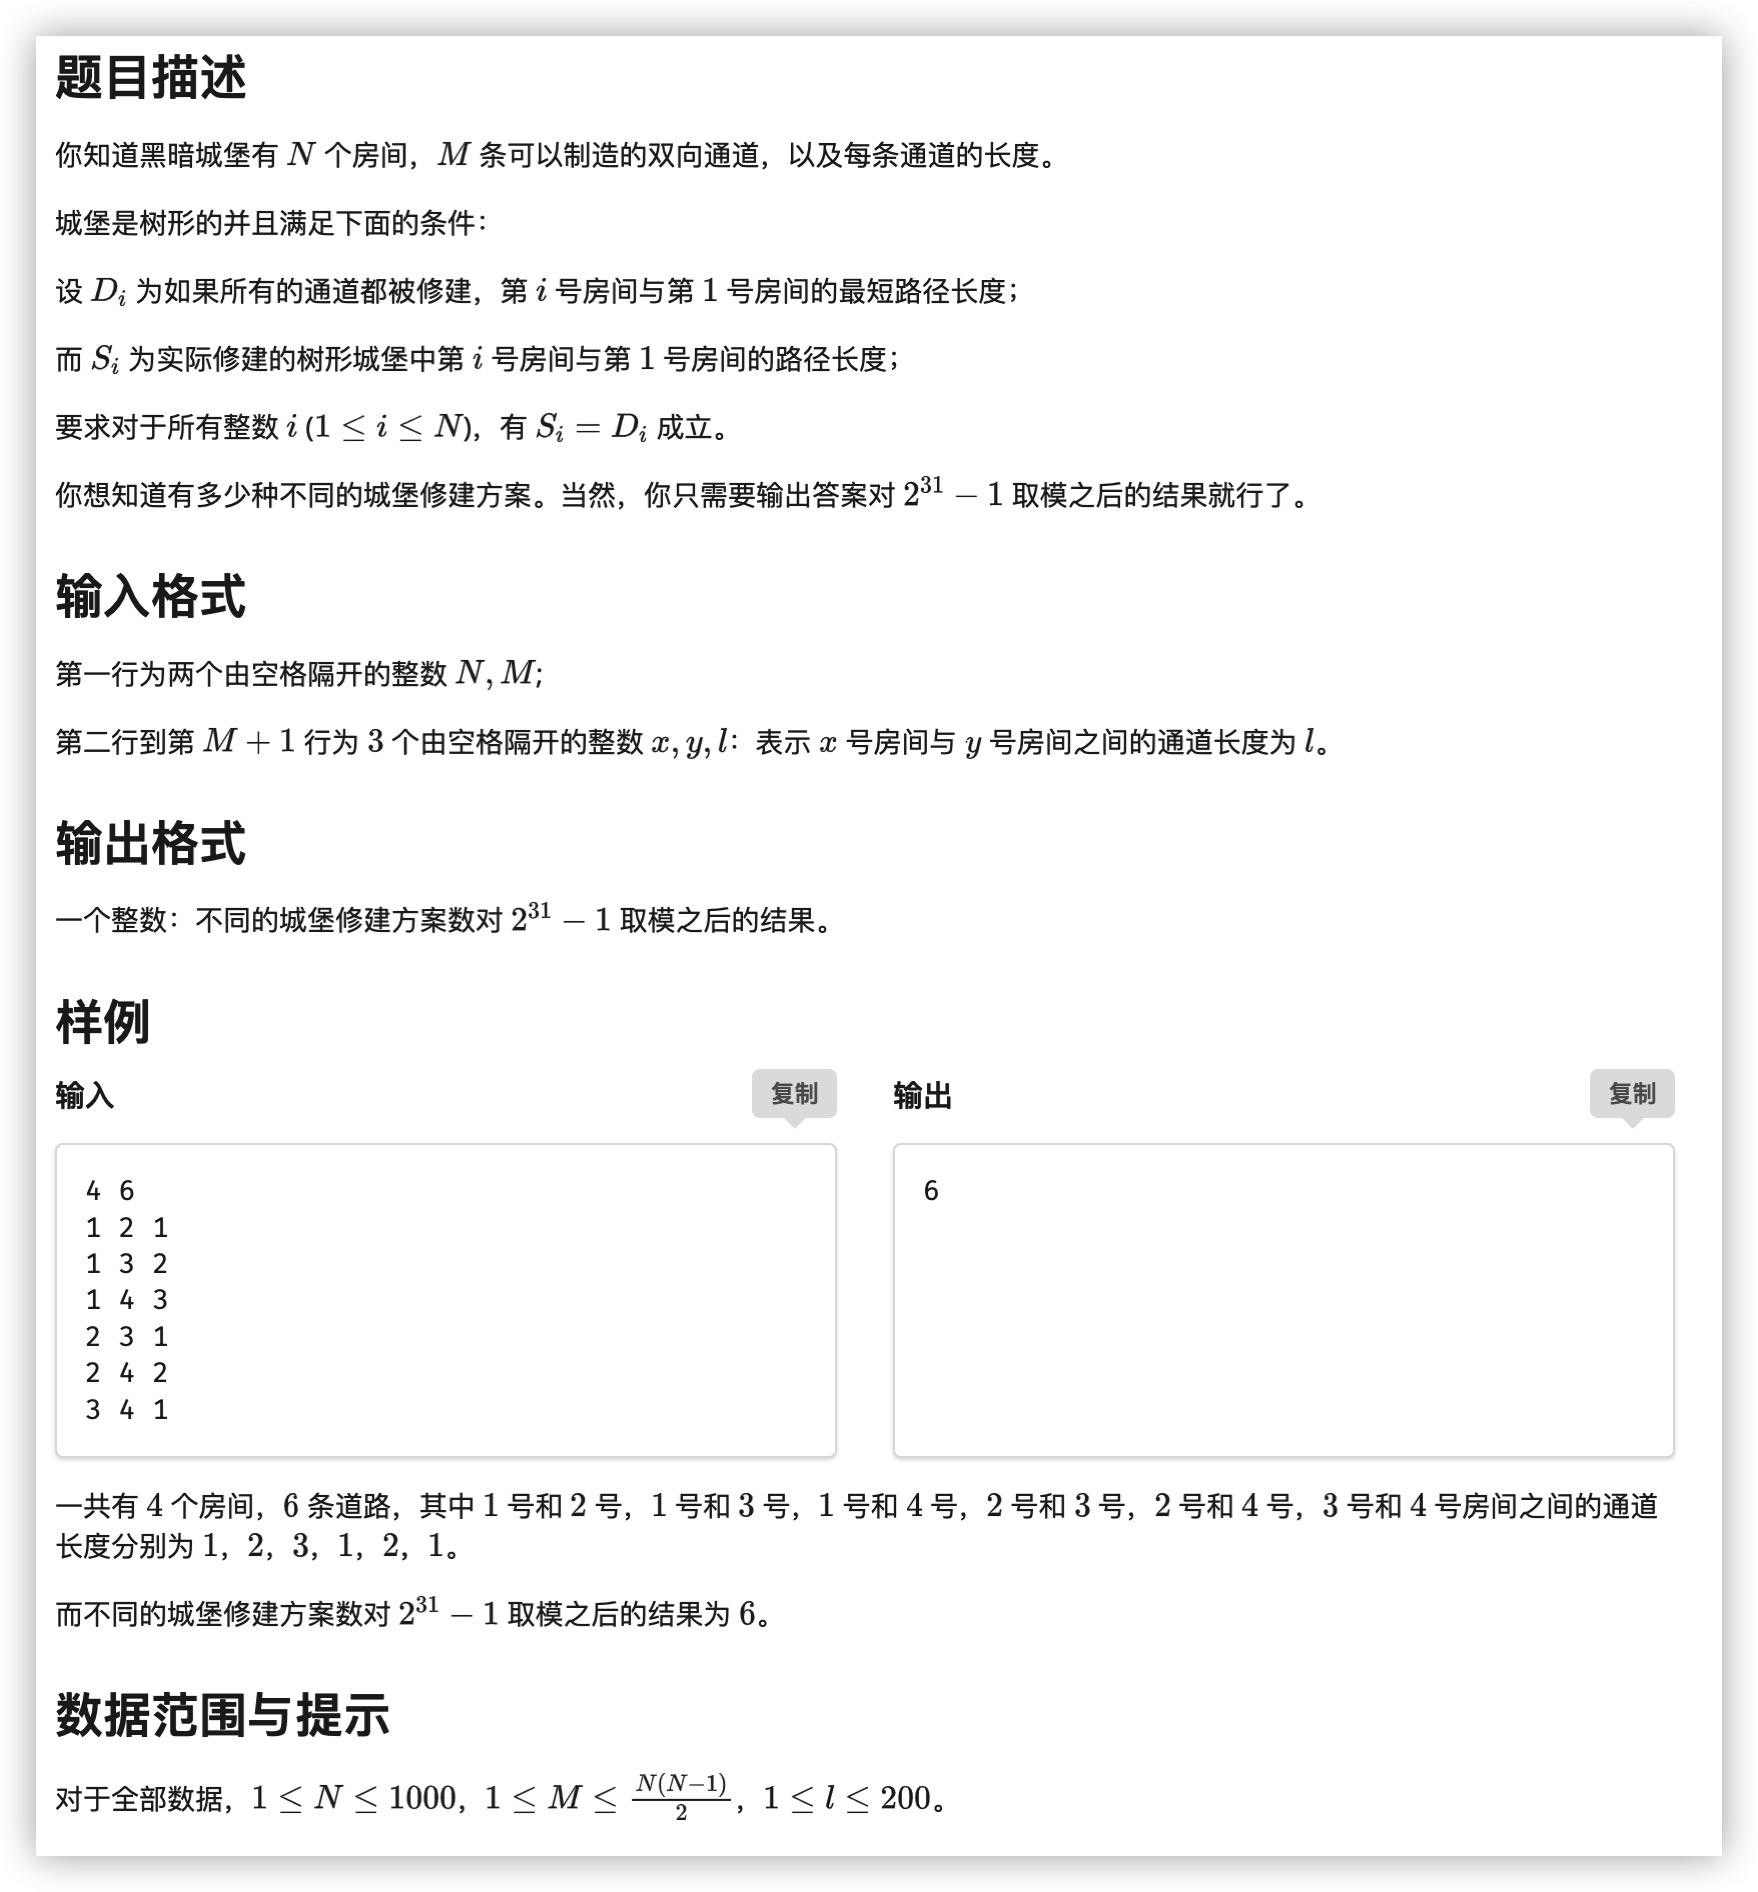 题目描述
你知道黑暗城堡有 N 个房间，M 条可以制造的双向通道，以及每条通道的长度。
城堡是树形的并且满足下面的条件：
设 D_i 为如果所有的通道都被修建，第 i 号房间与第 1 号房间的最短路径长度；
而 S_i 为实际修建的树形城堡中第 i 号房间与第 1 号房间的路径长度；
要求对于所有整数 i (1 ≤ i ≤ N)，有 S_i = D_i 成立。
你想知道有多少种不同的城堡修建方案。当然，你只需要输出答案对 2^31 − 1 取模之后的结果就行了。
输入格式
第一行为两个由空格隔开的整数 N, M;
第二行到第 M + 1 行为 3 个由空格隔开的整数 x, y, l：表示 x 号房间与 y 号房间之间的通道长度为 l。
输出格式
一个整数：不同的城堡修建方案数对 2^31 − 1 取模之后的结果。
样例
输入 复制 输出 复制
4 6
1 2 1
1 3 2
1 4 3
2 3 1
2 4 2
3 4 1
6
一共有 4 个房间，6 条道路，其中 1 号和 2 号，1 号和 3 号，1 号和 4 号，2 号和 3 号，2 号和 4 号，3 号和 4 号房间之间的通道
长度分别为 1，2，3，1，2，1。
而不同的城堡修建方案数对 2^31 − 1 取模之后的结果为 6。
数据范围与提示
对于全部数据，1 ≤ N ≤ 1000，1 ≤ M ≤ N(N−1)/2，1 ≤ l ≤ 200。